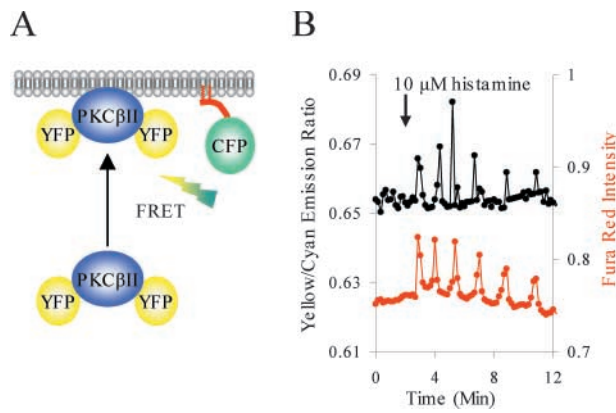 A
PKCβII
YFP
YFP
CFP
FRET
PKCβII
YFP
YFP
B
Yellow/Cyan Emission Ratio
0.69
0.67
0.65
0.63
0.61
10 μM histamine
0
4
8
12
Time (Min)
1
0.9
0.8
0.7
Fura Red Intensity